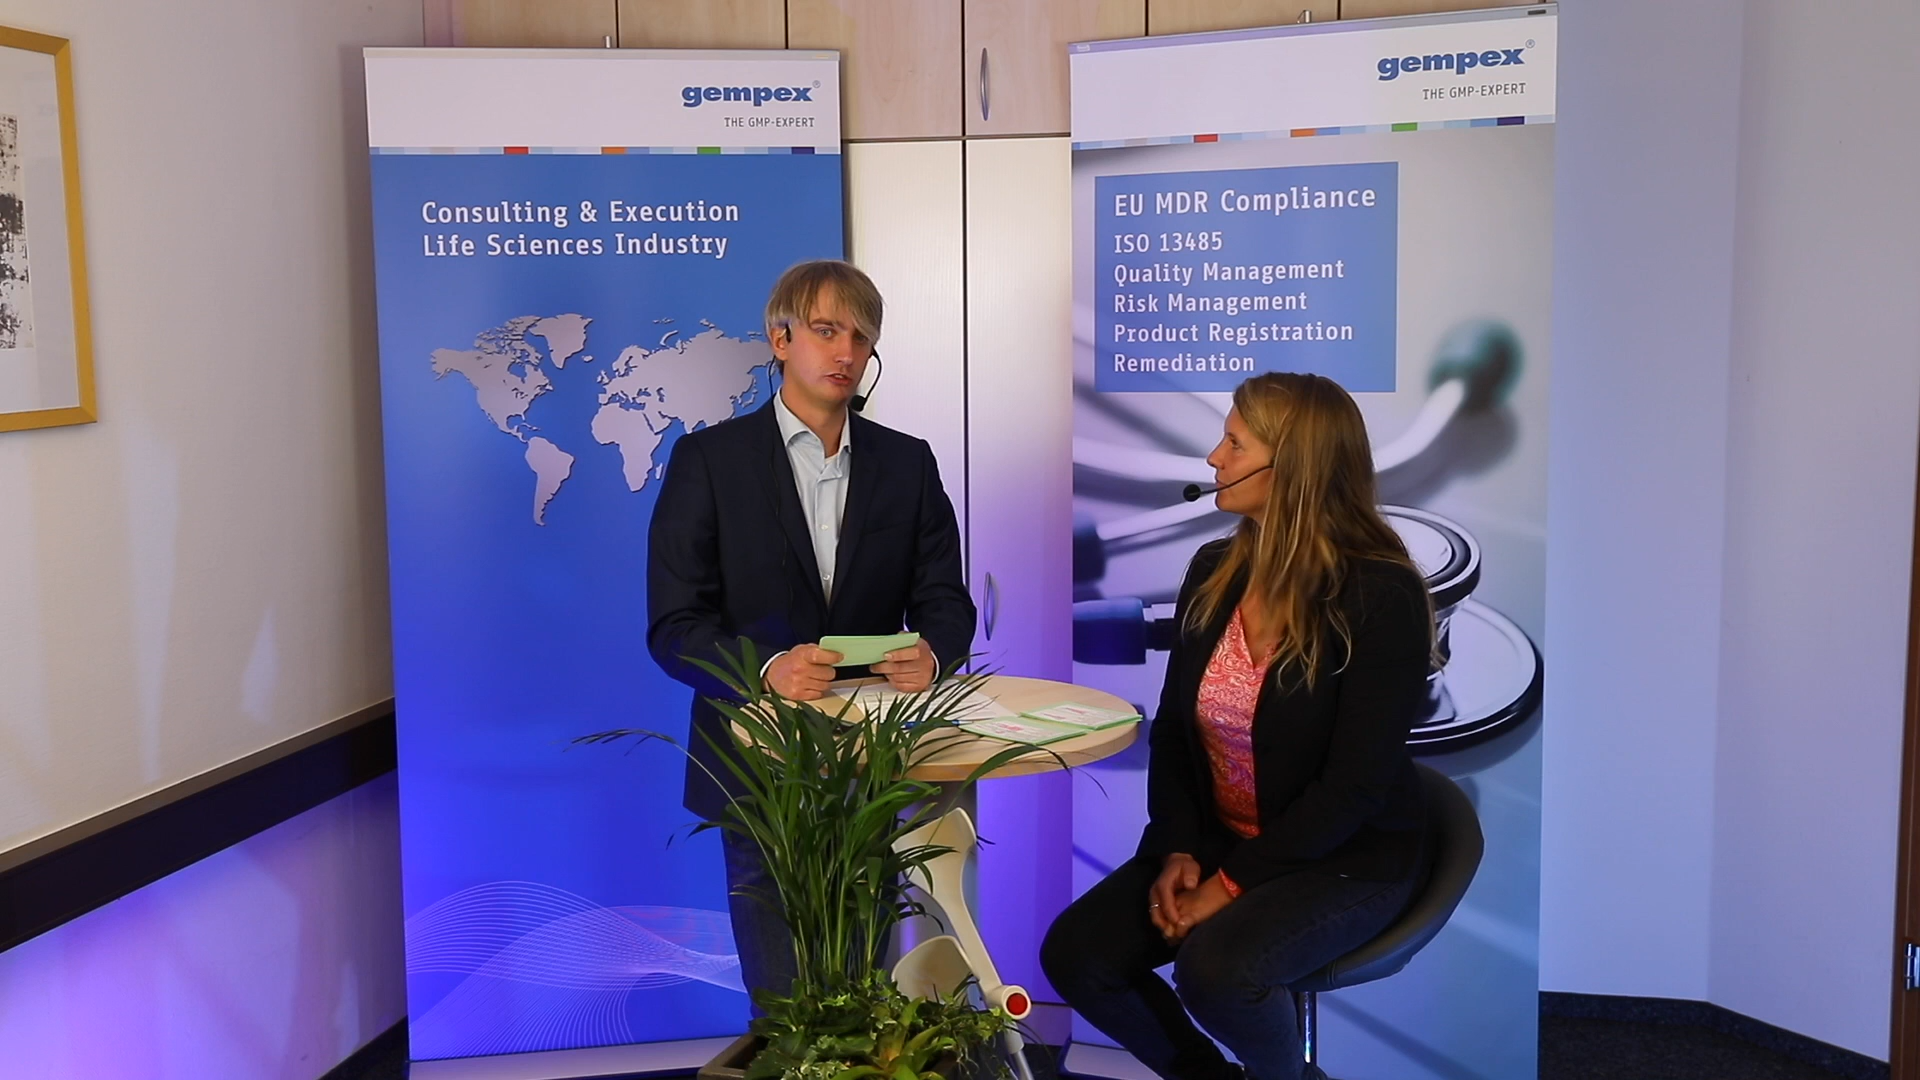 gempex®
THE GMP-EXPERT
Consulting & Execution
Life Sciences Industry
gempex®
THE GMP-EXPERT
EU MDR Compliance
ISO 13485
Quality Management
Risk Management
Product Registration
Remediation